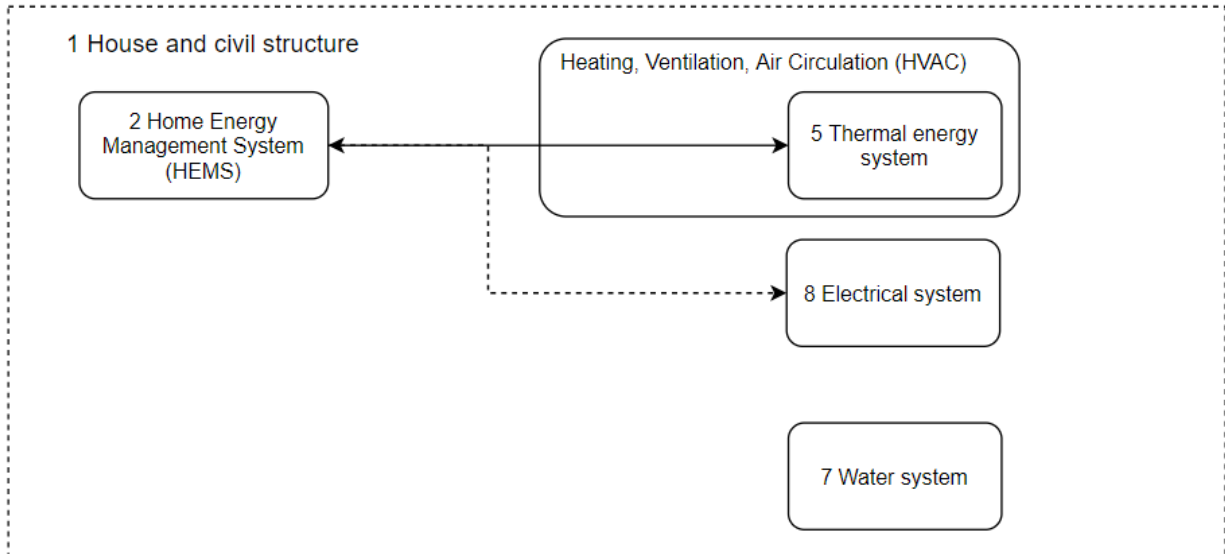 1 House and civil structure
Heating, Ventilation, Air Circulation (HVAC)
2 Home Energy
Management System
(HEMS)
5 Thermal energy
system
8 Electrical system
7 Water system